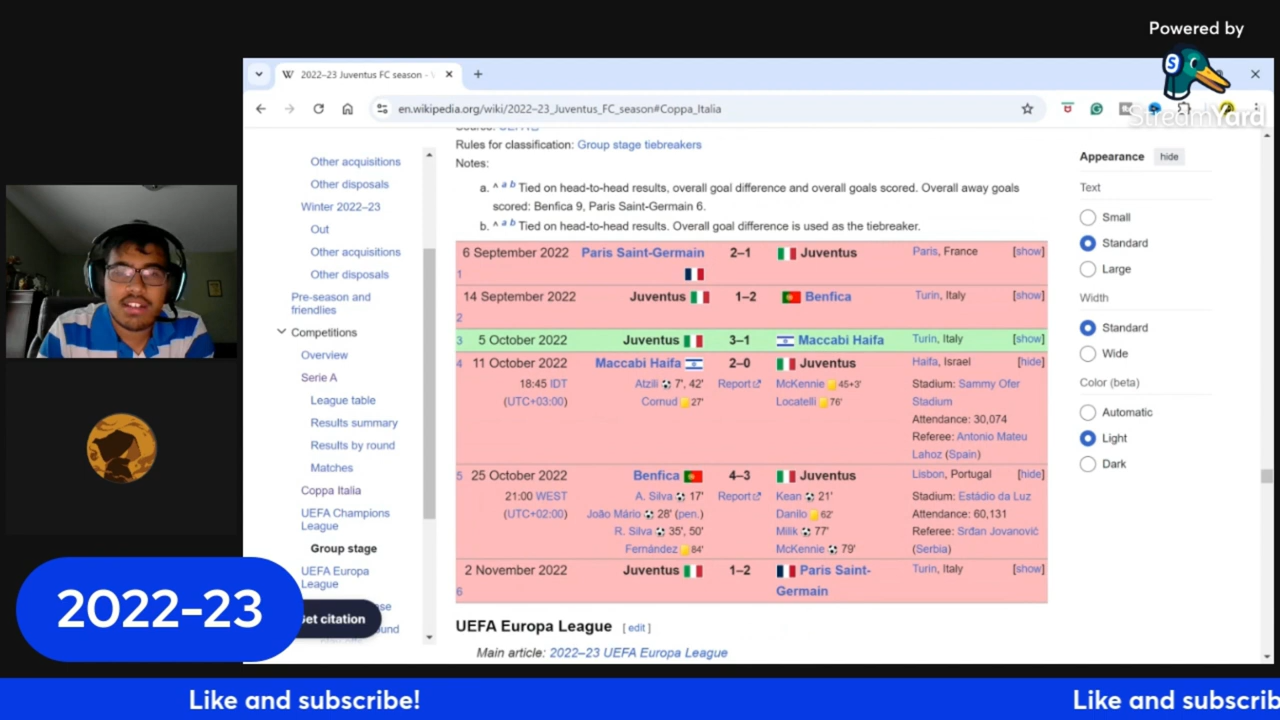 Powered by
StreamYard
2022–23 Juventus FC season -
en.wikipedia.org/wiki/2022–23_Juventus_FC_season#Coppa_Italia
Other acquisitions
Other disposals
Winter 2022–23
Out
Other acquisitions
Other disposals
Pre-season and
friendlies
Competitions
Overview
Serie A
League table
Results summary
Results by round
Matches
Coppa Italia
UEFA Champions
League
Group stage
UEFA Europa
League
Get citation
Rules for classification: Group stage tiebreakers
Notes:
a. ^ a b Tied on head-to-head results, overall goal difference and overall goals scored. Overall away goals
scored: Benfica 9, Paris Saint-Germain 6.
b. ^ a b Tied on head-to-head results. Overall goal difference is used as the tiebreaker.
6 September 2022 Paris Saint-Germain 2–1 Juventus Paris, France [show]
1
14 September 2022 Juventus 1–2 Benfica Turin, Italy [show]
2
3 5 October 2022 Juventus 3–1 Maccabi Haifa Turin, Italy [show]
4 11 October 2022 Maccabi Haifa 2–0 Juventus Haifa, Israel [hide]
18:45 IDT Atzili 7', 42' Report McKennie 45+3' Stadium: Sammy Ofer
(UTC+03:00) Cornud 27' Locatelli 76' Stadium
Attendance: 30,074
Referee: Antonio Mateu
Lahoz (Spain)
5 25 October 2022 Benfica 4–3 Juventus Lisbon, Portugal [hide]
21:00 WEST A. Silva 17' Report Kean 21' Stadium: Estádio da Luz
(UTC+02:00) João Mário 28' (pen.) Danilo 62' Attendance: 60,131
R. Silva 35', 50' Milik 77' Referee: Srđan Jovanović
Fernández 84' McKennie 79' (Serbia)
2 November 2022 Juventus 1–2 Paris Saint- Turin, Italy [show]
6 Germain
UEFA Europa League [ edit ]
Main article: 2022–23 UEFA Europa League
Appearance hide
Text
Small
Standard
Large
Width
Standard
Wide
Color (beta)
Automatic
Light
Dark
2022-23
Like and subscribe!
Like and subscrib